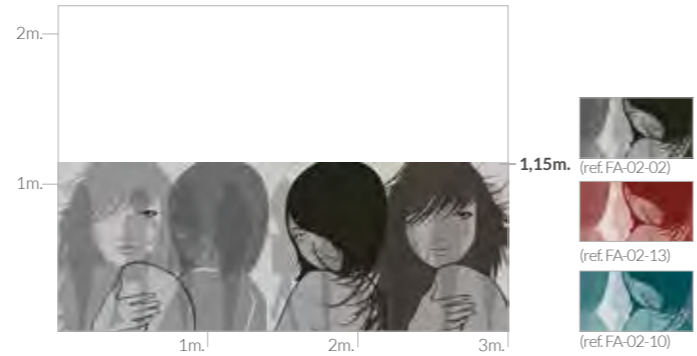 2m.
1m.
1,15m.
1m.
2m.
3m.
(ref. FA-02-02)
(ref. FA-02-13)
(ref. FA-02-10)